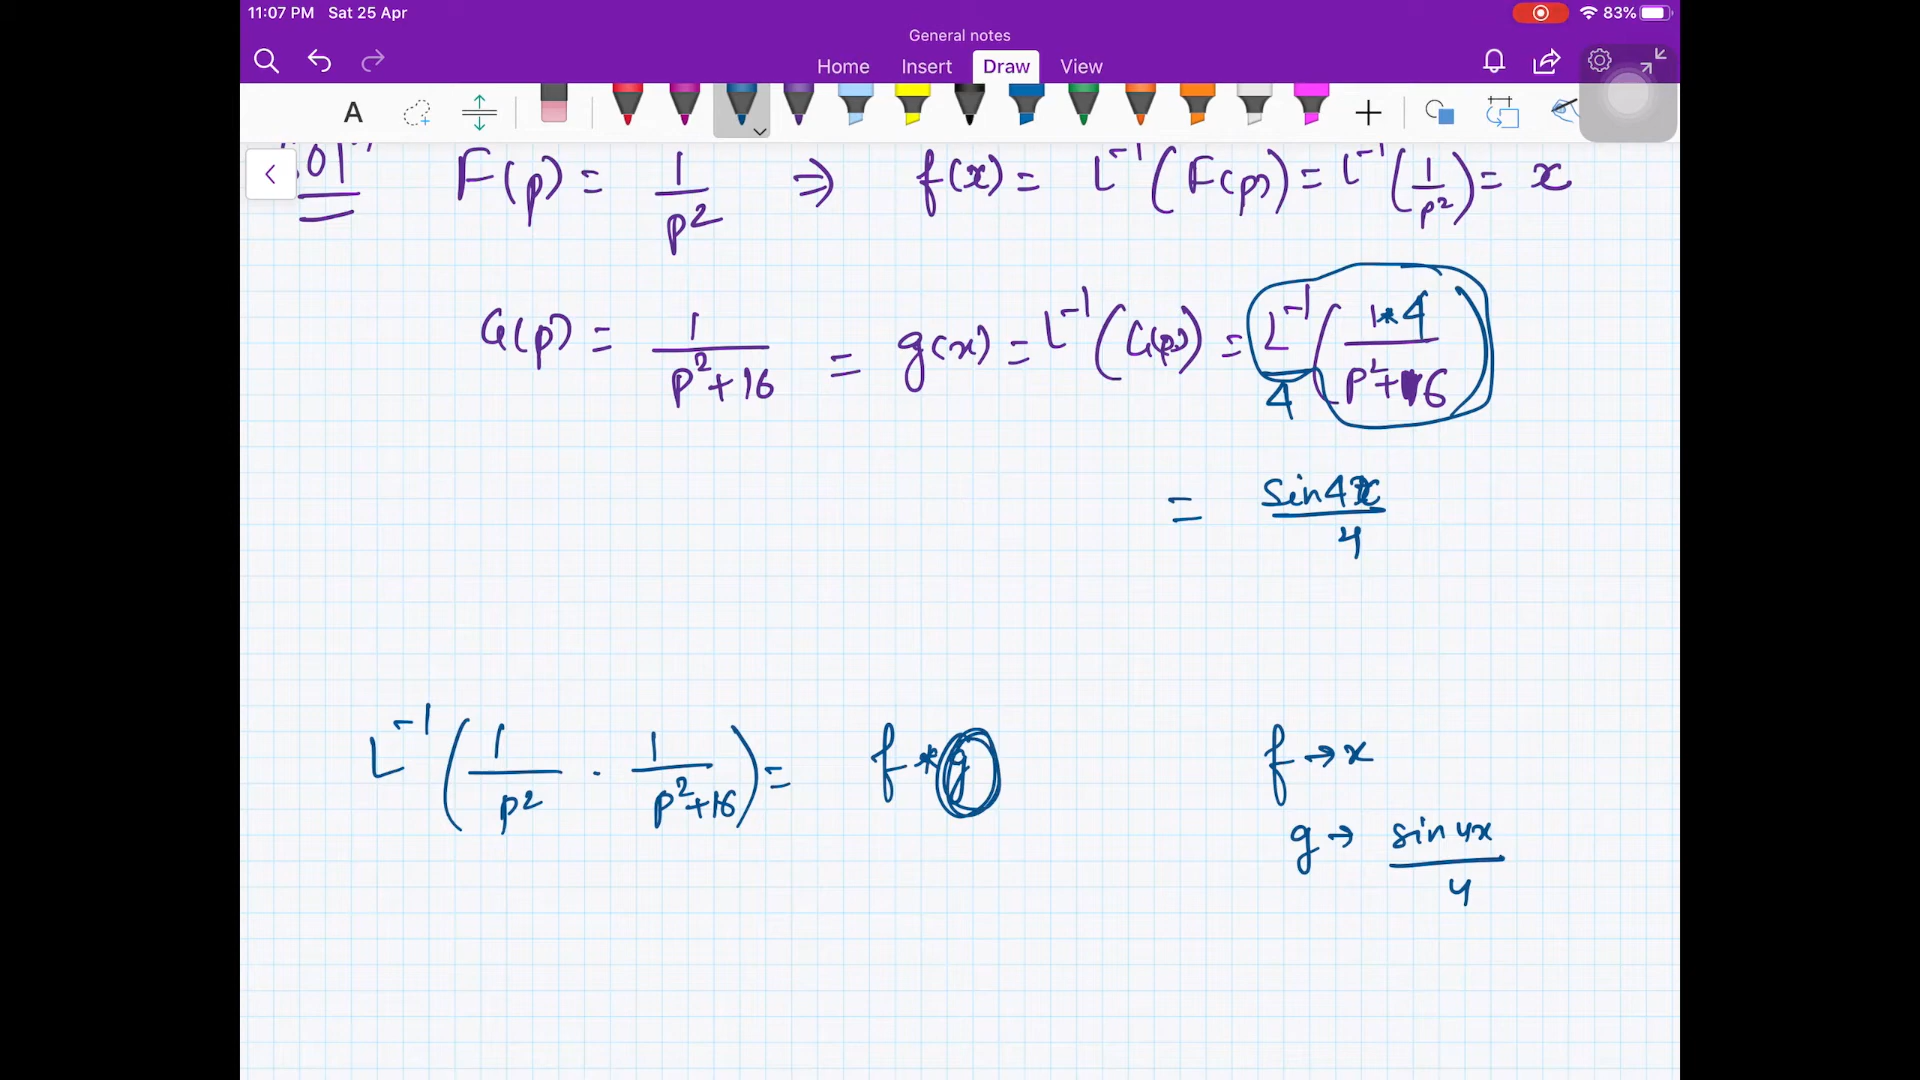 11:07 PM Sat 25 Apr 83%
General notes
Home Insert Draw View
A
F(p) = 1/p² ⇒ f(x) = L⁻¹(F(p)) = L⁻¹(1/p²) = x
G(p) = 1/(p²+16) = g(x) = L⁻¹(G(p)) = L⁻¹/4 (1*4/(p²+16))
= sin4x/4
L⁻¹(1/p² · 1/(p²+16)) = f * g
f → x
g → sin4x/4